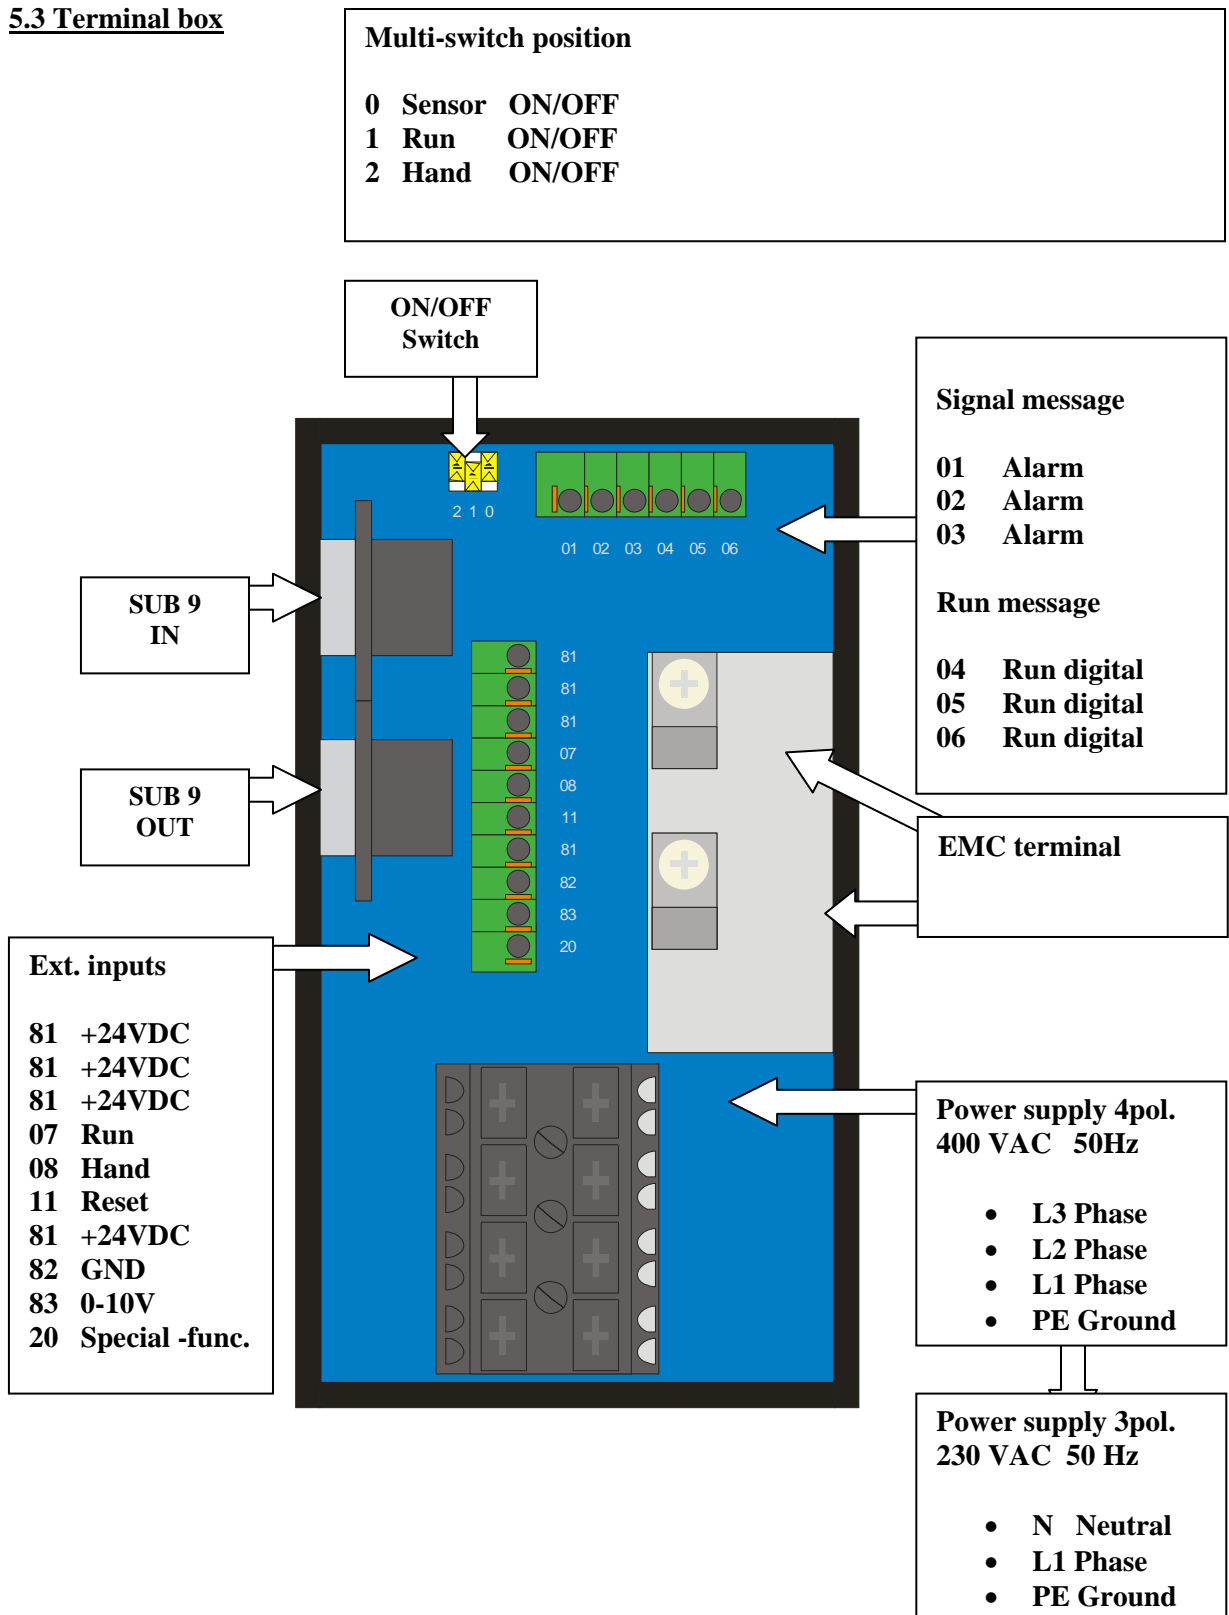 5.3 Terminal box
Multi-switch position
0 Sensor ON/OFF
1 Run ON/OFF
2 Hand ON/OFF
ON/OFF
Switch
Signal message
01 Alarm
02 Alarm
03 Alarm
Run message
04 Run digital
05 Run digital
06 Run digital
2 1 0
01 02 03 04 05 06
SUB 9
IN
SUB 9
OUT
81
81
81
07
08
11
81
82
83
20
EMC terminal
Ext. inputs
81 +24VDC
81 +24VDC
81 +24VDC
07 Run
08 Hand
11 Reset
81 +24VDC
82 GND
83 0-10V
20 Special -func.
Power supply 4pol.
400 VAC 50Hz
• L3 Phase
• L2 Phase
• L1 Phase
• PE Ground
Power supply 3pol.
230 VAC 50 Hz
• N Neutral
• L1 Phase
• PE Ground